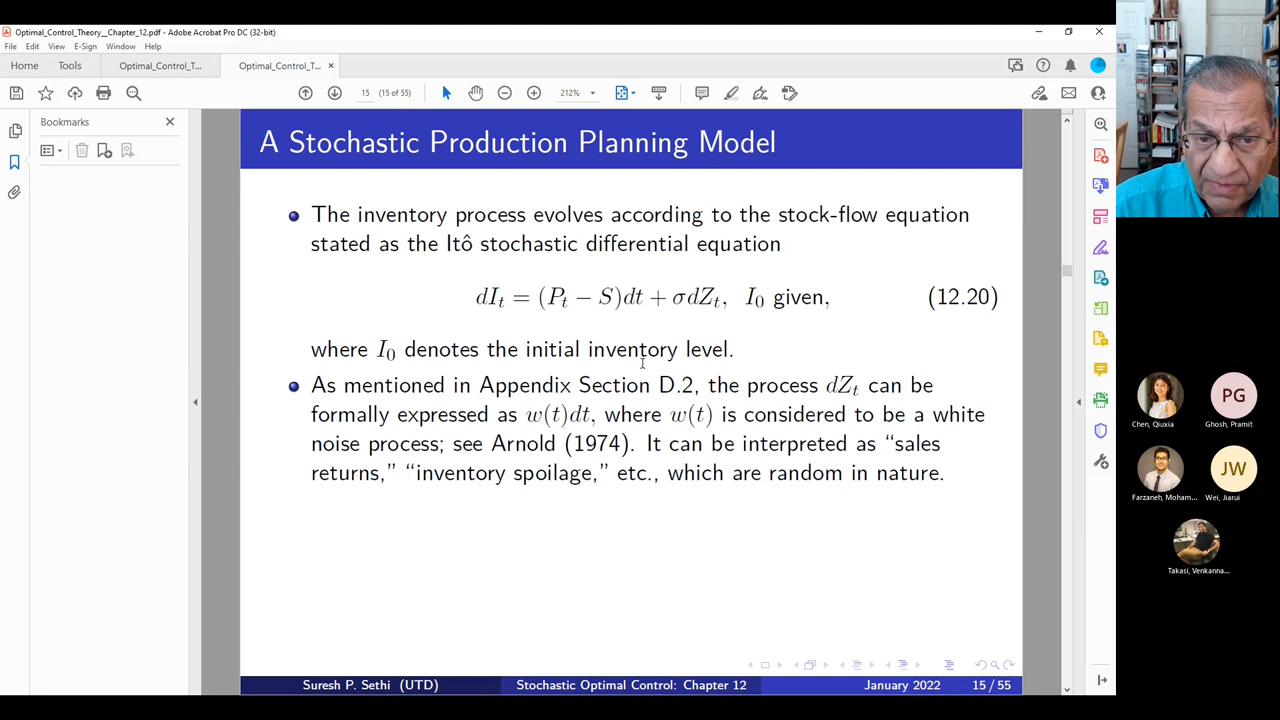 Optimal_Control_Theory__Chapter_12.pdf - Adobe Acrobat Pro DC (32-bit)
File Edit View E-Sign Window Help
Home Tools Optimal_Control_T... Optimal_Control_T... ×
15 (15 of 55) 212%
Bookmarks
A Stochastic Production Planning Model
The inventory process evolves according to the stock-flow equation
stated as the Itô stochastic differential equation
dI_t = (P_t − S)dt + σdZ_t, I_0 given, (12.20)
where I_0 denotes the initial inventory level.
As mentioned in Appendix Section D.2, the process dZ_t can be
formally expressed as w(t)dt, where w(t) is considered to be a white
noise process; see Arnold (1974). It can be interpreted as “sales
returns,” “inventory spoilage,” etc., which are random in nature.
Suresh P. Sethi (UTD) Stochastic Optimal Control: Chapter 12 January 2022 15 / 55
PG
Chen, Qiuxia Ghosh, Pramit
JW
Farzaneh, Moham... Wei, Jiarui
Takasi, Venkanna...